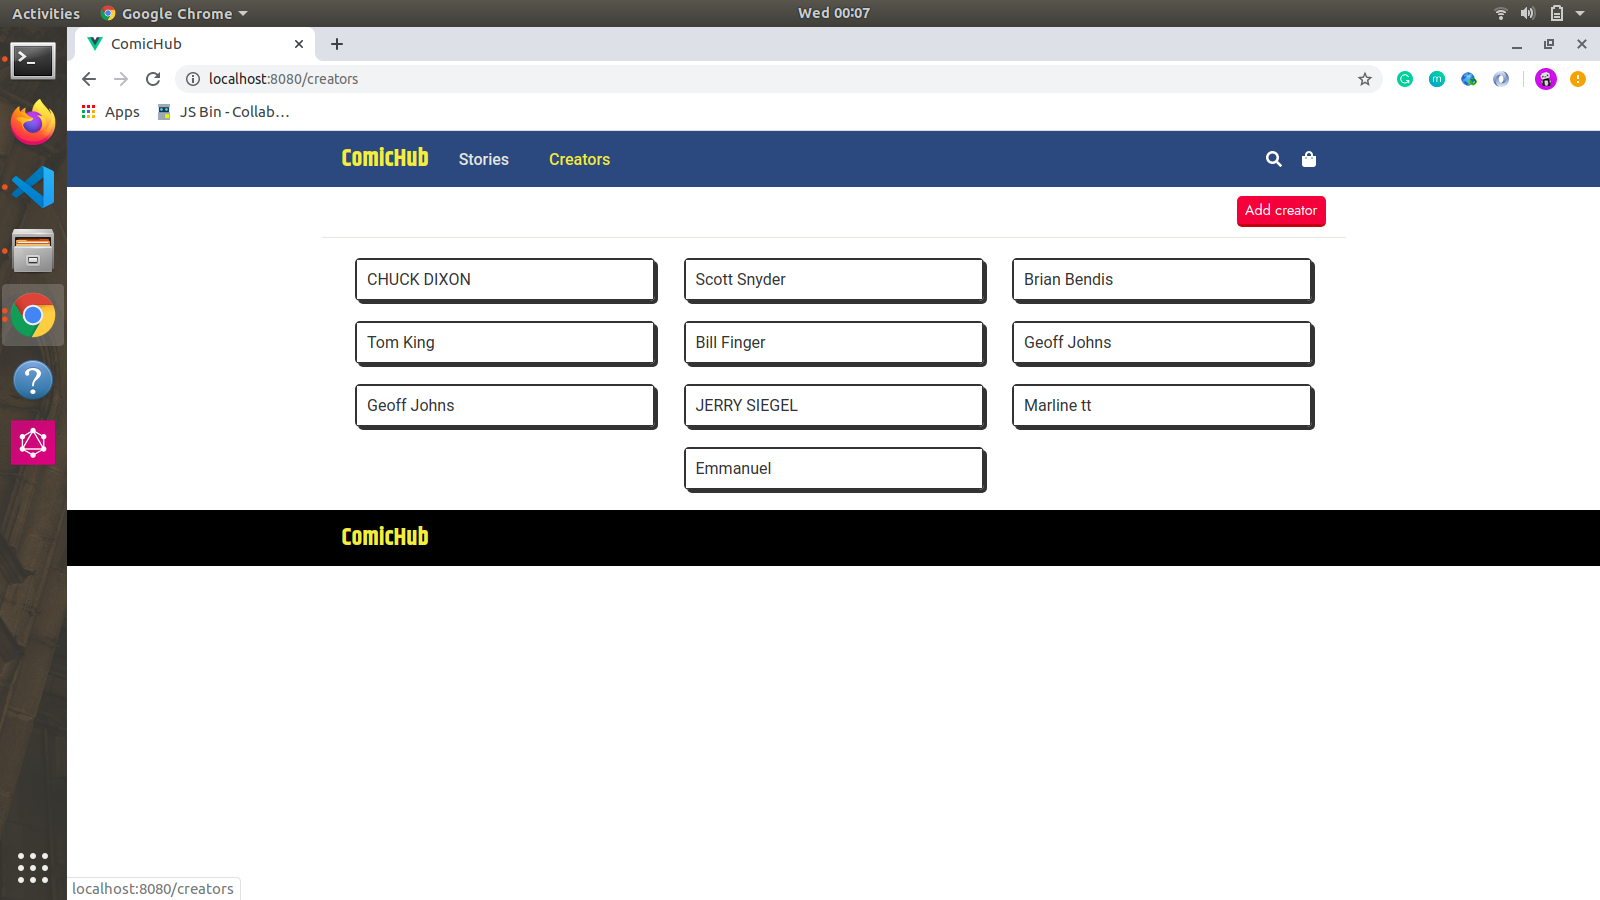 Activities Google Chrome Wed 00:07
ComicHub
localhost:8080/creators
Apps JS Bin - Collab…
ComicHub Stories Creators
Add creator
CHUCK DIXON Scott Snyder Brian Bendis
Tom King Bill Finger Geoff Johns
Geoff Johns JERRY SIEGEL Marline tt
Emmanuel
ComicHub
localhost:8080/creators